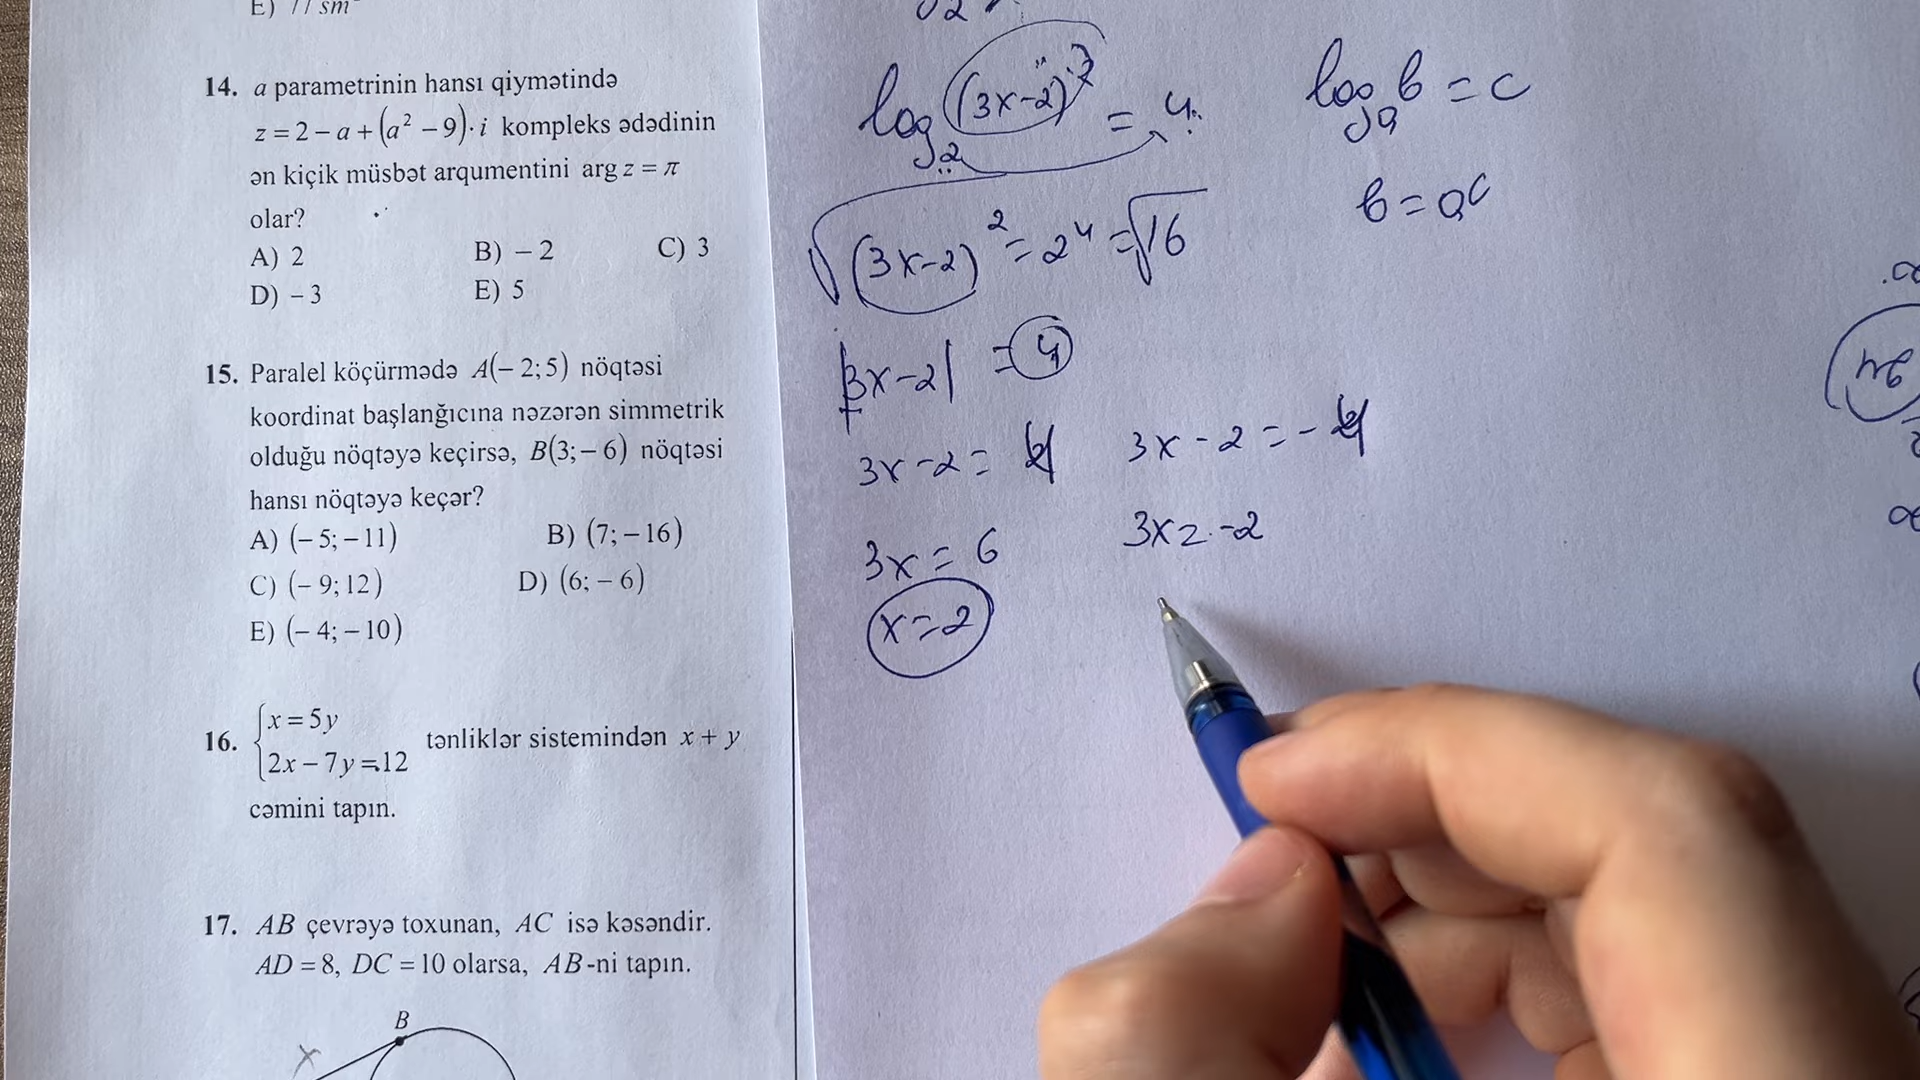 E) 77 sm
14. a parametrinin hansı qiymətində
z = 2 − a + (a² − 9)·i kompleks ədədinin
ən kiçik müsbət arqumentini arg z = π
olar?
A) 2 B) − 2 C) 3
D) − 3 E) 5
15. Paralel köçürmədə A(− 2; 5) nöqtəsi
koordinat başlanğıcına nəzərən simmetrik
olduğu nöqtəyə keçirsə, B(3; − 6) nöqtəsi
hansı nöqtəyə keçər?
A) (− 5; − 11) B) (7; − 16)
C) (− 9; 12) D) (6; − 6)
E) (− 4; − 10)
16. {x = 5y
2x − 7y = 12 tənliklər sistemindən x + y
cəmini tapın.
17. AB çevrəyə toxunan, AC isə kəsəndir.
AD = 8, DC = 10 olarsa, AB-ni tapın.
B
x
log₂(3x-2)² = 4
(3x-2)² = 2⁴ = √16
|3x-2| = 4
3x-2 = 4 3x-2 = -4
3x = 6 3x = -2
x = 2
logₐb = c
b = aᶜ